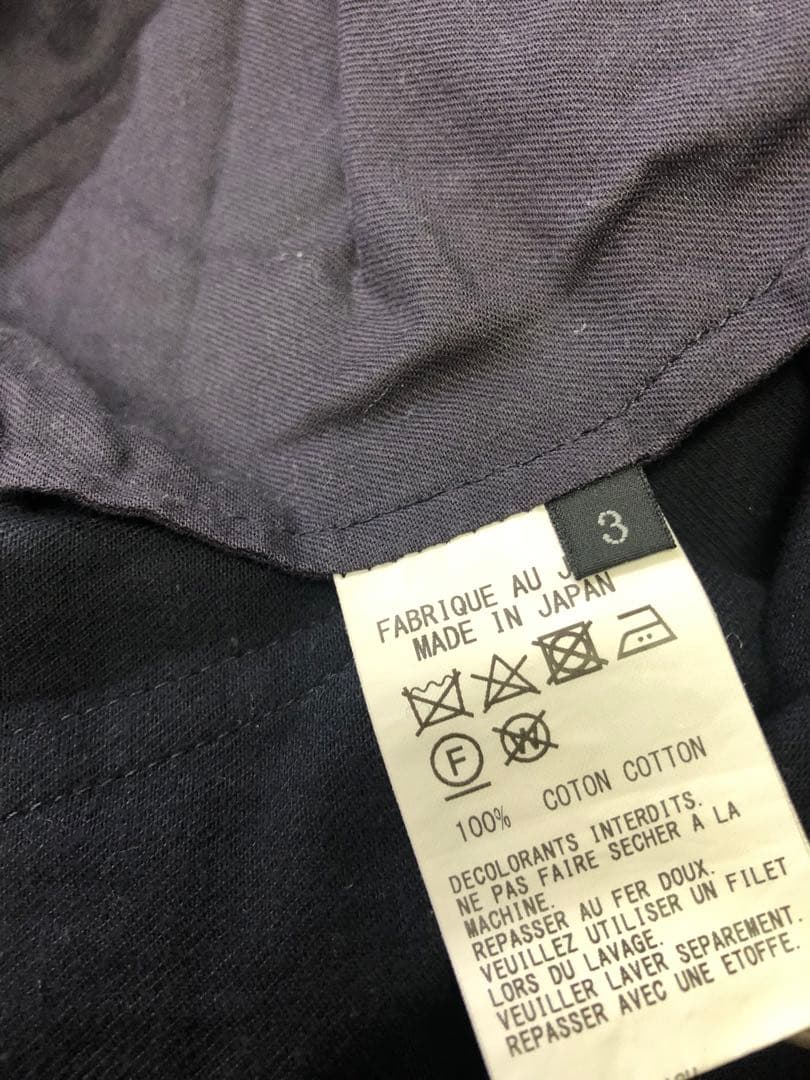 3
FABRIQUE AU
MADE IN JAPAN
F W
100% COTON COTTON
DECOLORANTS INTERDITS.
NE PAS FAIRE SECHER A LA
MACHINE.
REPASSER AU FER DOUX.
VEUILLEZ UTILISER UN FILET
LORS DU LAVAGE.
VEUILLER LAVER SEPAREMENT.
REPASSER AVEC UNE ETOFFE.